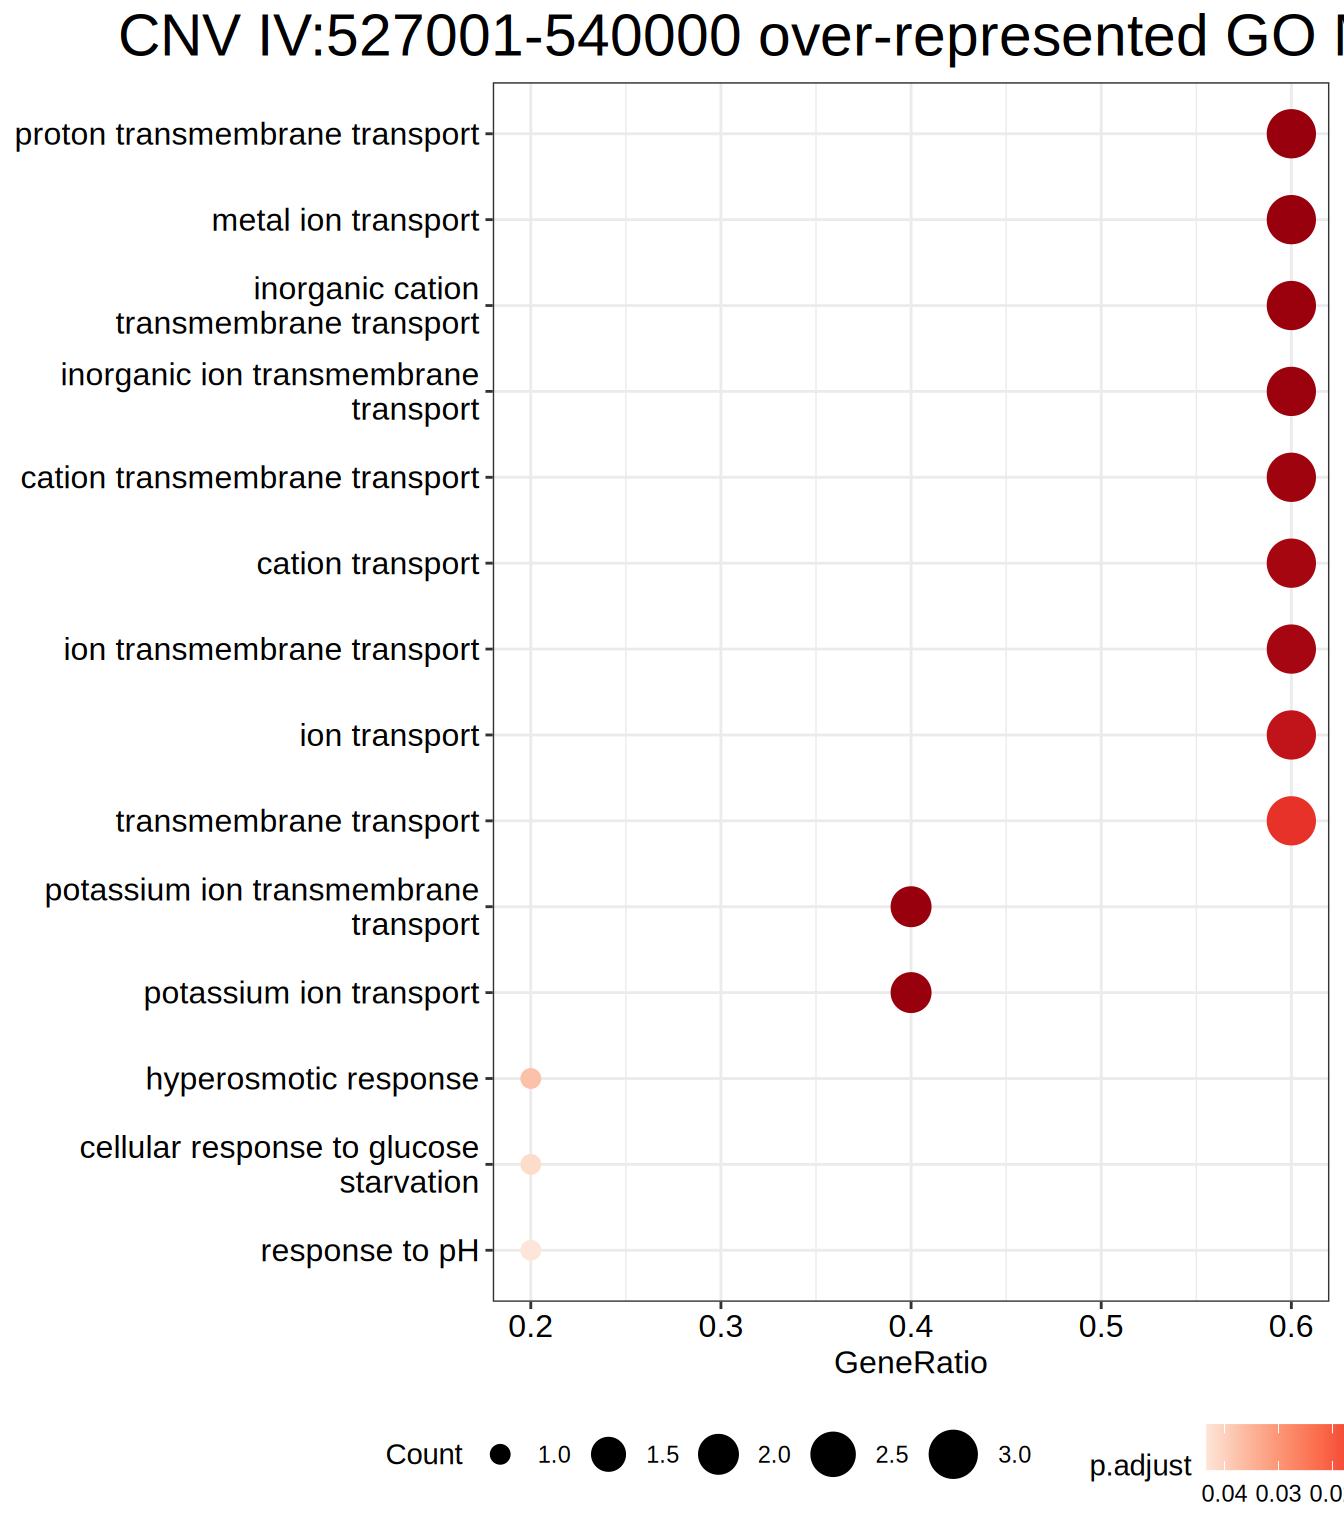 CNV IV:527001-540000 over-represented GO
proton transmembrane transport
metal ion transport
inorganic cation
transmembrane transport
inorganic ion transmembrane
transport
cation transmembrane transport
cation transport
ion transmembrane transport
ion transport
transmembrane transport
potassium ion transmembrane
transport
potassium ion transport
hyperosmotic response
cellular response to glucose
starvation
response to pH
0.2 0.3 0.4 0.5 0.6
GeneRatio
Count 1.0 1.5 2.0 2.5 3.0
p.adjust
0.04 0.03